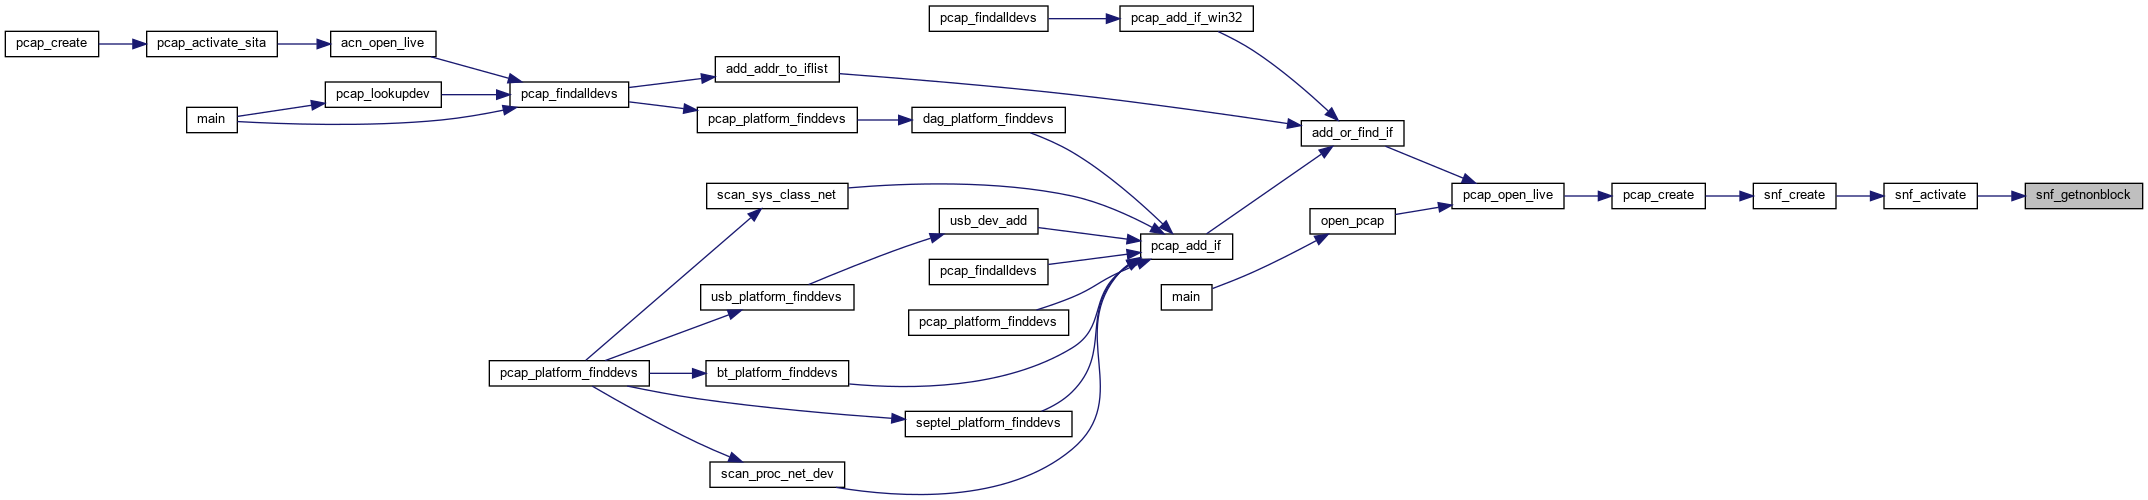 pcap_findalldevs
pcap_add_if_win32
pcap_create
pcap_activate_sita
acn_open_live
add_addr_to_iflist
pcap_lookupdev
pcap_findalldevs
main
pcap_platform_finddevs
dag_platform_finddevs
add_or_find_if
scan_sys_class_net
pcap_open_live
pcap_create
snf_create
snf_activate
snf_getnonblock
usb_dev_add
open_pcap
pcap_add_if
pcap_findalldevs
usb_platform_finddevs
main
pcap_platform_finddevs
pcap_platform_finddevs
bt_platform_finddevs
septel_platform_finddevs
scan_proc_net_dev